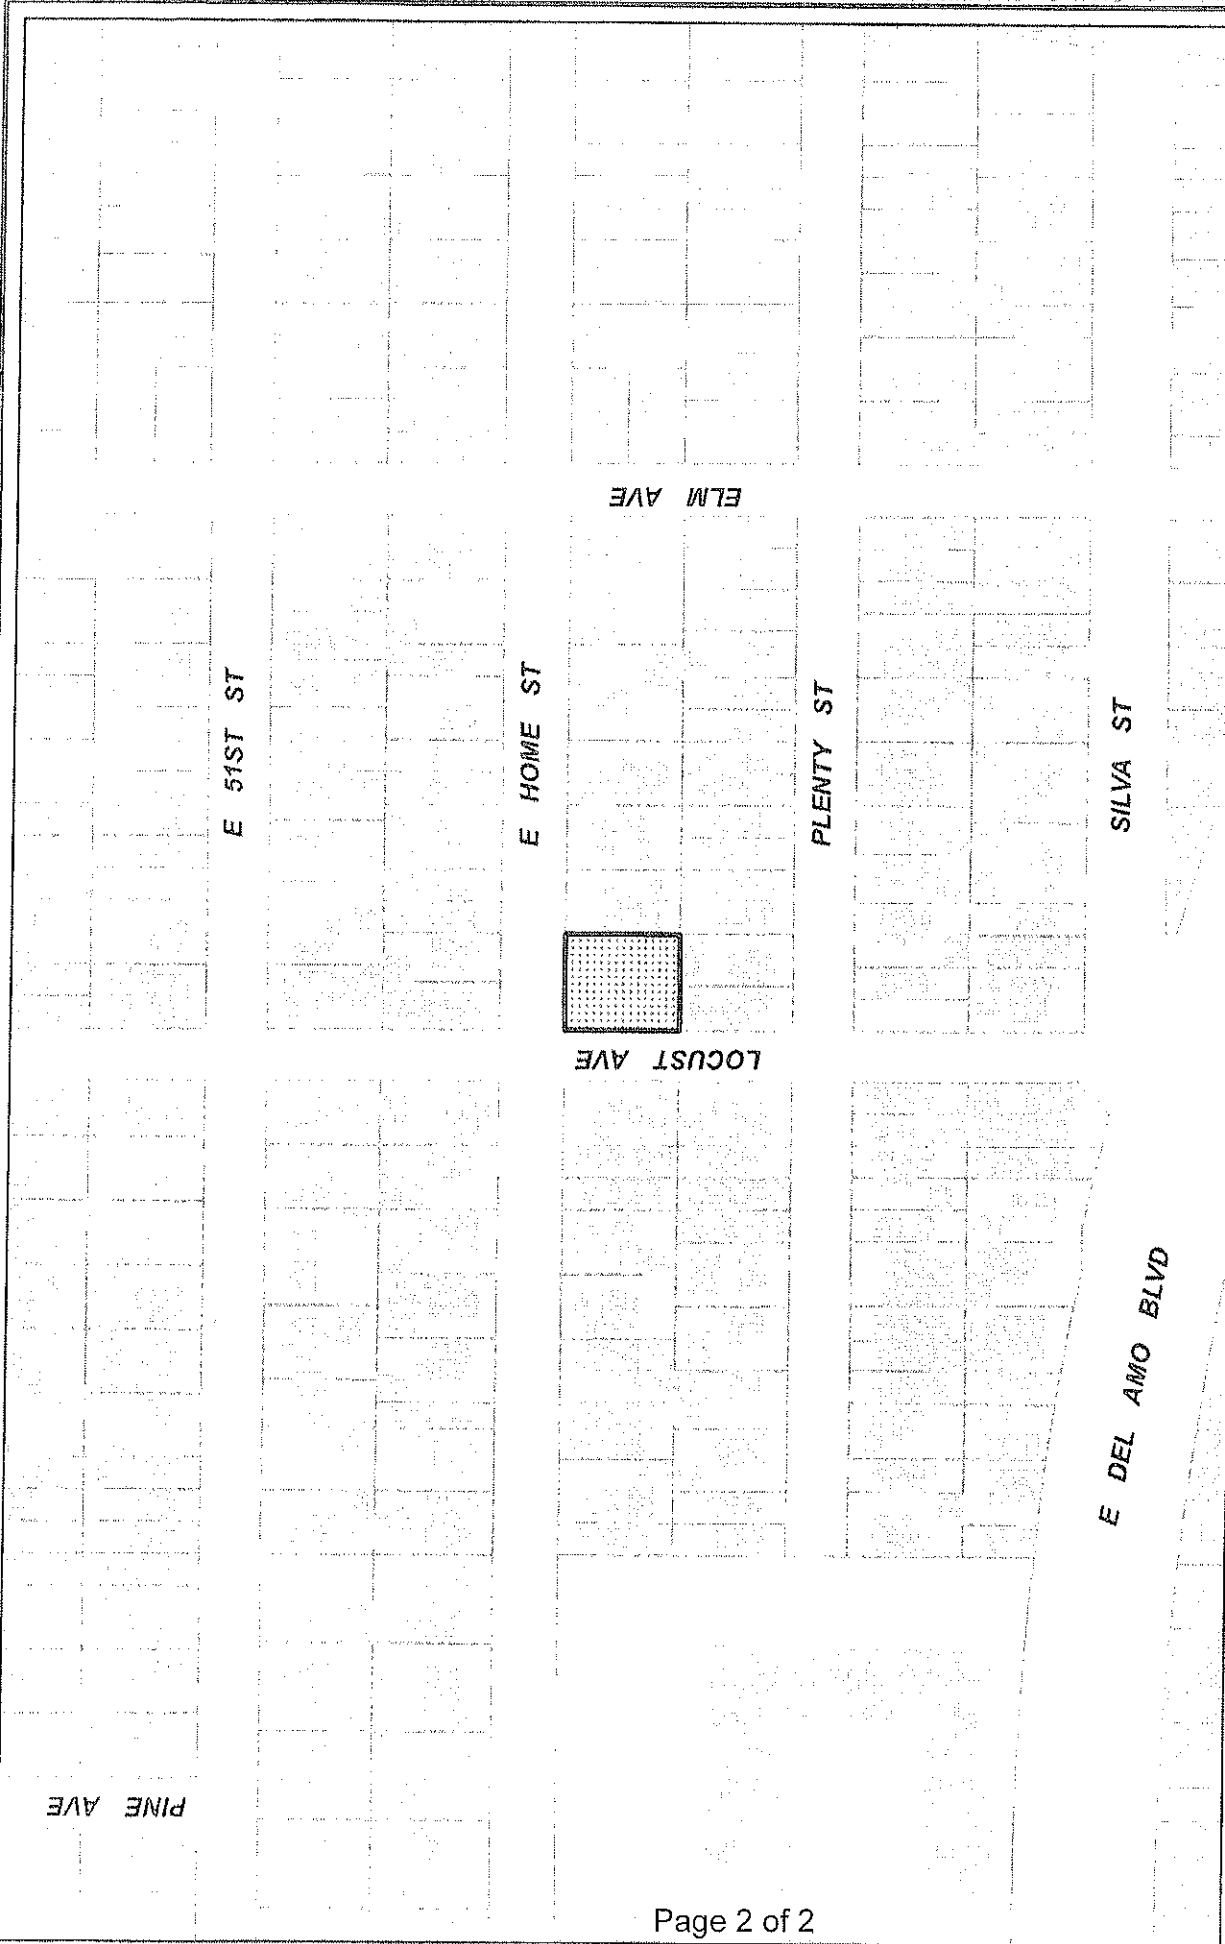 ELM AVE
E 51ST ST
E HOME ST
PLENTY ST
SILVA ST
LOCUST AVE
E DEL AMO BLVD
PINE AVE
Page 2 of 2